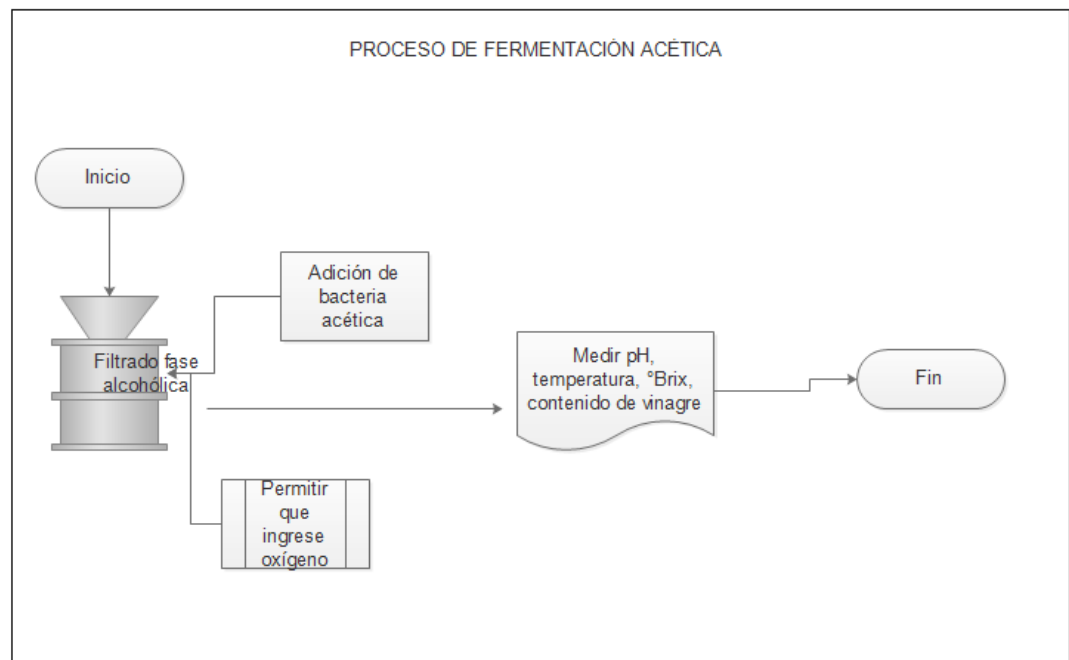 PROCESO DE FERMENTACIÓN ACÉTICA
Inicio
Adición de
bacteria
acética
Filtrado fase
alcohólica
Medir pH,
temperatura, °Brix,
contenido de vinagre
Fin
Permitir
que
ingrese
oxígeno